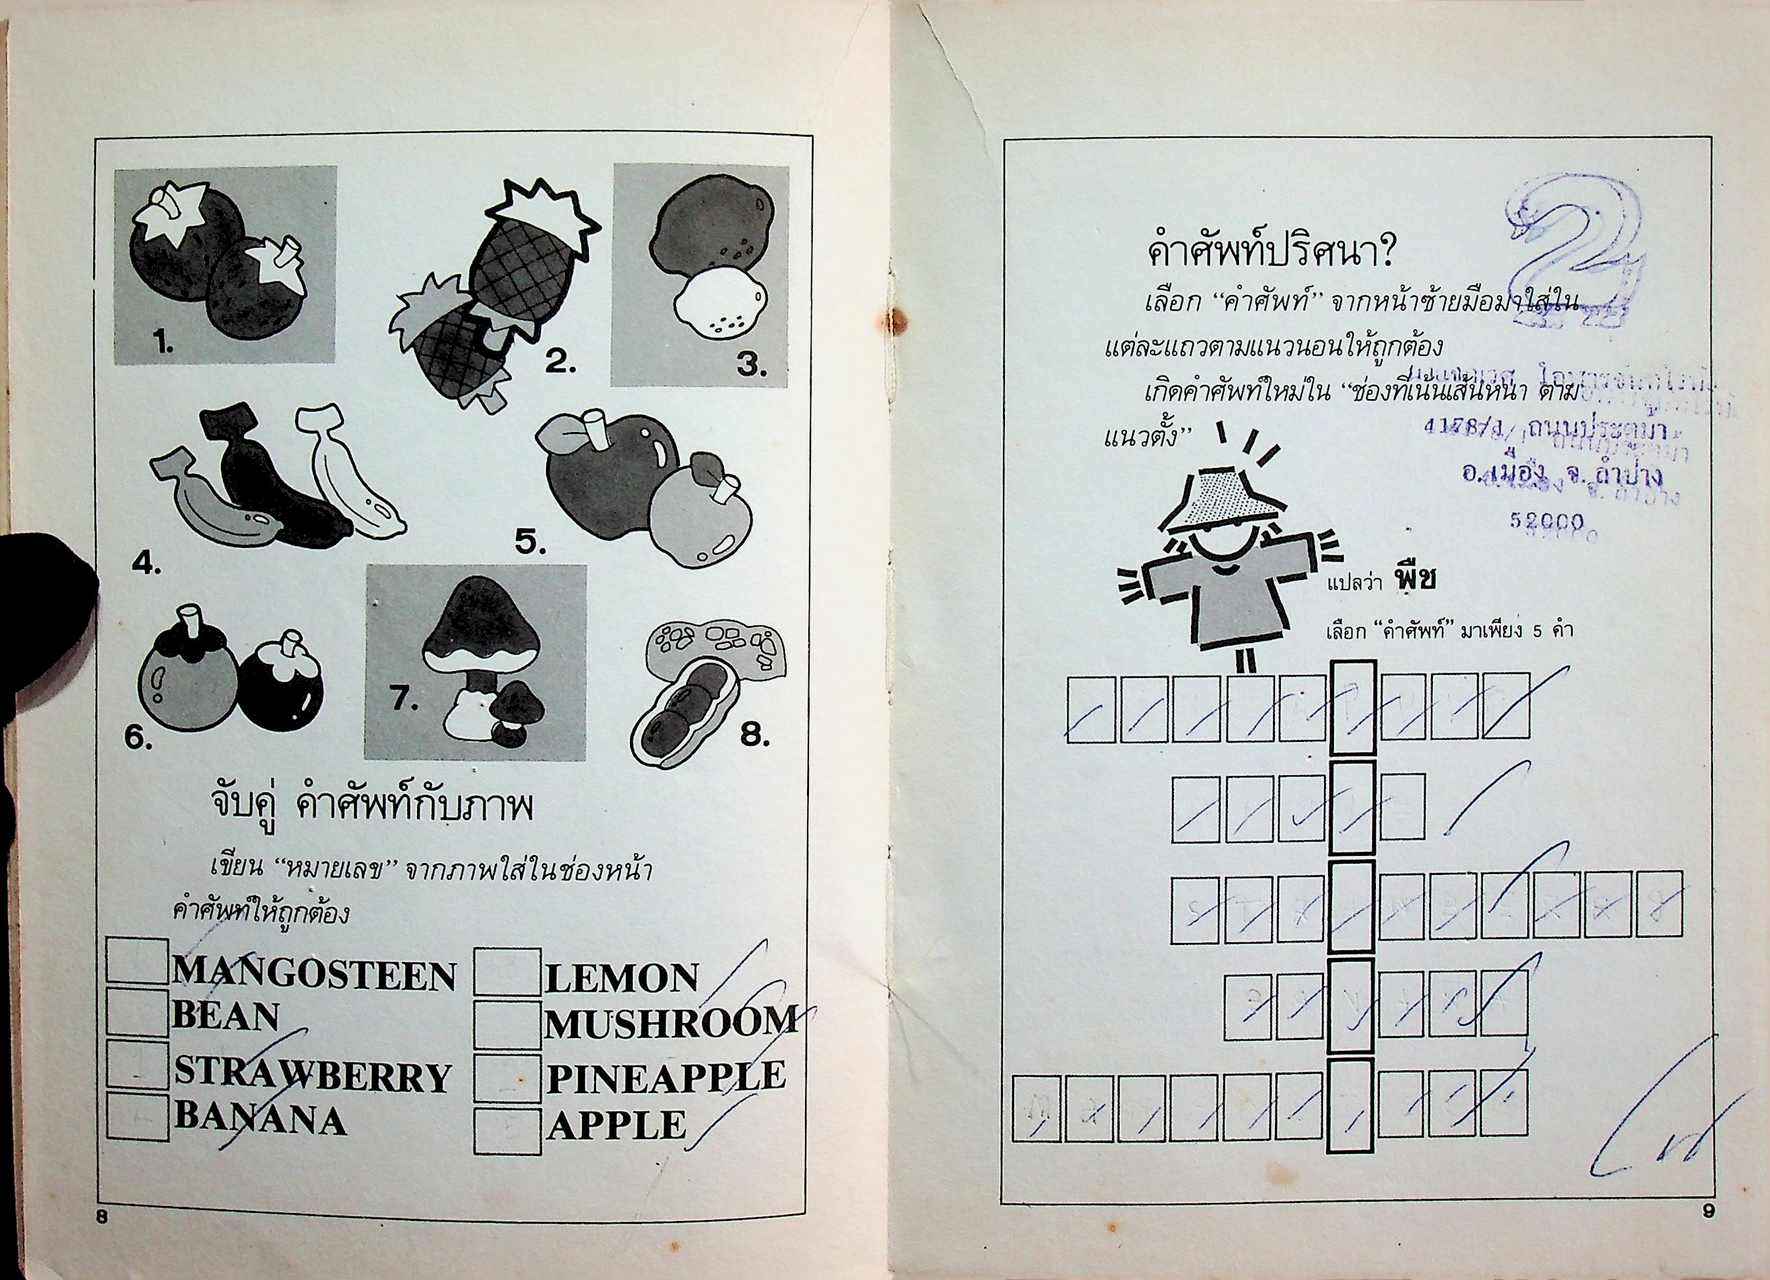 1.
2.
3.
4.
5.
6.
7.
8.
จับคู่ คำศัพท์กับภาพ
เขียน “หมายเลข” จากภาพใส่ในช่องหน้า
คำศัพท์ให้ถูกต้อง
MANGOSTEEN
BEAN
STRAWBERRY
BANANA
LEMON
MUSHROOM
PINEAPPLE
APPLE
8
คำศัพท์ปริศนา?
เลือก “คำศัพท์” จากหน้าซ้ายมือมาใส่ใน
แต่ละแถวตามแนวนอนให้ถูกต้อง
เกิดคำศัพท์ใหม่ใน “ช่องที่เน้นเส้นหนา ตาม
แนวตั้ง”
4178/1 ถนนประตูม้า
อ.เมือง จ.ลำปาง
52000
แปลว่า พืช
เลือก “คำศัพท์” มาเพียง 5 คำ
9